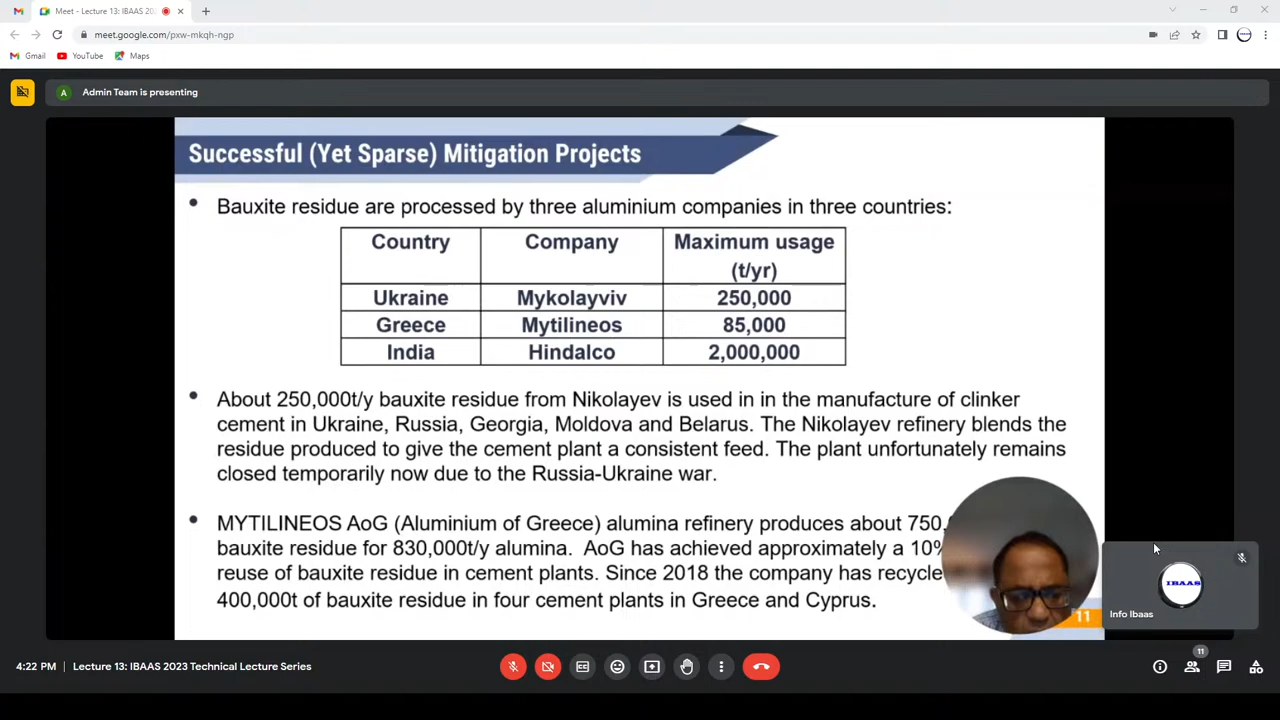 Meet - Lecture 13: IBAAS 202
meet.google.com/pxw-mkqh-ngp
Gmail
YouTube
Maps
A
Admin Team is presenting
Successful (Yet Sparse) Mitigation Projects
• Bauxite residue are processed by three aluminium companies in three countries:
Country Company Maximum usage
(t/yr)
Ukraine Mykolayviv 250,000
Greece Mytilineos 85,000
India Hindalco 2,000,000
• About 250,000t/y bauxite residue from Nikolayev is used in in the manufacture of clinker
cement in Ukraine, Russia, Georgia, Moldova and Belarus. The Nikolayev refinery blends the
residue produced to give the cement plant a consistent feed. The plant unfortunately remains
closed temporarily now due to the Russia-Ukraine war.
• MYTILINEOS AoG (Aluminium of Greece) alumina refinery produces about 750,
bauxite residue for 830,000t/y alumina. AoG has achieved approximately a 10%
reuse of bauxite residue in cement plants. Since 2018 the company has recycle
400,000t of bauxite residue in four cement plants in Greece and Cyprus.
11
IBAAS
Info Ibaas
4:22 PM | Lecture 13: IBAAS 2023 Technical Lecture Series
11